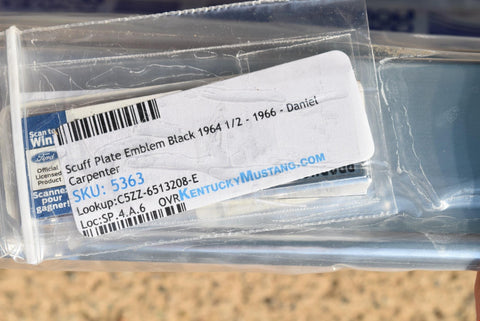 Scan to
Win!
Ford
Official
Licensed
Product
Scannez
pour
gagner!
Scuff Plate Emblem Black 1964 1/2 - 1966 - Daniel
Carpenter
SKU: 5363
Lookup:C5ZZ-6513208-E
Loc:SP.4.A.6 OVR
KENTUCKYMUSTANG.COM